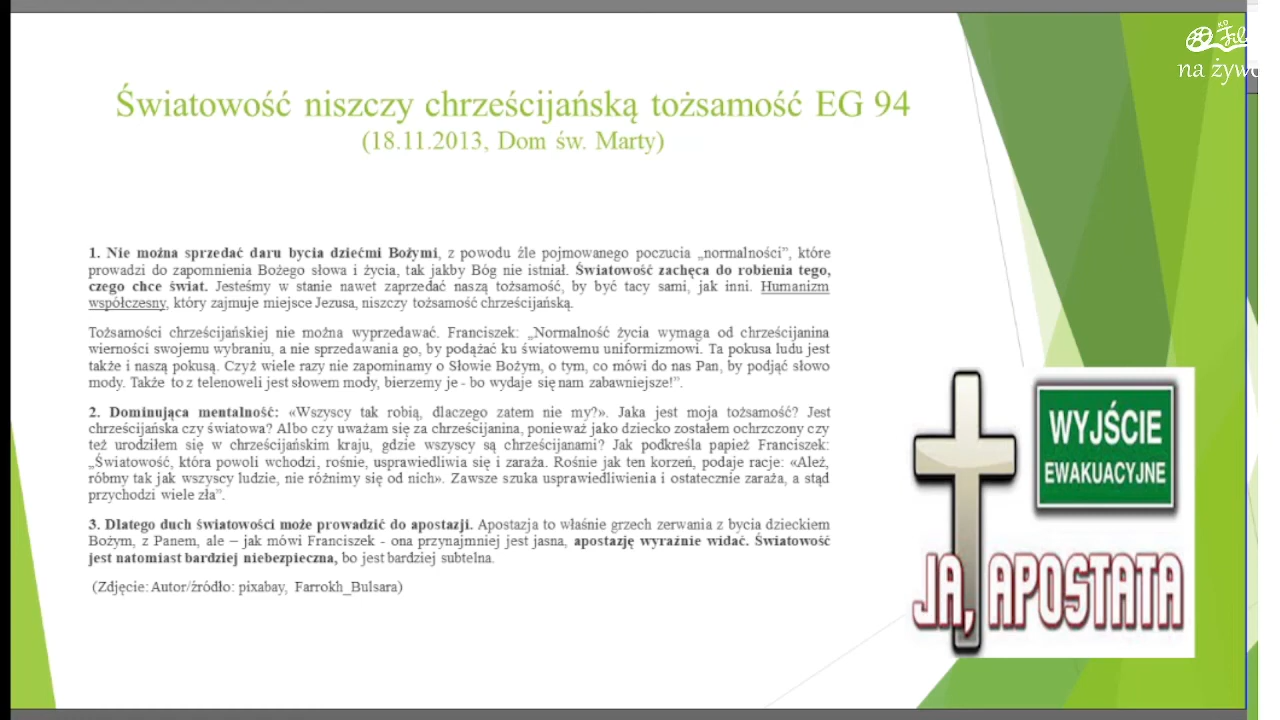 KO
na żywo
Światowość niszczy chrześcijańską tożsamość EG 94
(18.11.2013, Dom św. Marty)
1. Nie można sprzedać daru bycia dziećmi Bożymi, z powodu źle pojmowanego poczucia „normalności”, które
prowadzi do zapomnienia Bożego słowa i życia, tak jakby Bóg nie istniał. Światowość zachęca do robienia tego,
czego chce świat. Jesteśmy w stanie nawet zaprzedać naszą tożsamość, by być tacy sami, jak inni. Humanizm
współczesny, który zajmuje miejsce Jezusa, niszczy tożsamość chrześcijańską.
Tożsamości chrześcijańskiej nie można wyprzedawać. Franciszek: „Normalność życia wymaga od chrześcijanina
wierności swojemu wybraniu, a nie sprzedawania go, by podążać ku światowemu uniformizmowi. Ta pokusa ludu jest
także i naszą pokusą. Czyż wiele razy nie zapominamy o Słowie Bożym, o tym, co mówi do nas Pan, by podjąć słowo
mody. Także to z telenoweli jest słowem mody, bierzemy je - bo wydaje się nam zabawniejsze!”.
2. Dominująca mentalność: «Wszyscy tak robią, dlaczego zatem nie my?». Jaka jest moja tożsamość? Jest
chrześcijańska czy światowa? Albo czy uważam się za chrześcijanina, ponieważ jako dziecko zostałem ochrzczony czy
też urodziłem się w chrześcijańskim kraju, gdzie wszyscy są chrześcijanami? Jak podkreśla papież Franciszek:
„Światowość, która powoli wchodzi, rośnie, usprawiedliwia się i zaraża. Rośnie jak ten korzeń, podaje racje: «Ależ,
róbmy tak jak wszyscy ludzie, nie różnimy się od nich». Zawsze szuka usprawiedliwienia i ostatecznie zaraża, a stąd
przychodzi wiele zła”.
3. Dlatego duch światowości może prowadzić do apostazji. Apostazja to właśnie grzech zerwania z bycia dzieckiem
Bożym, z Panem, ale – jak mówi Franciszek - ona przynajmniej jest jasna, apostazję wyraźnie widać. Światowość
jest natomiast bardziej niebezpieczna, bo jest bardziej subtelna.
(Zdjęcie: Autor/źródło: pixabay, Farrokh_Bulsara)
WYJŚCIE
EWAKUACYJNE
JA, APOSTATA